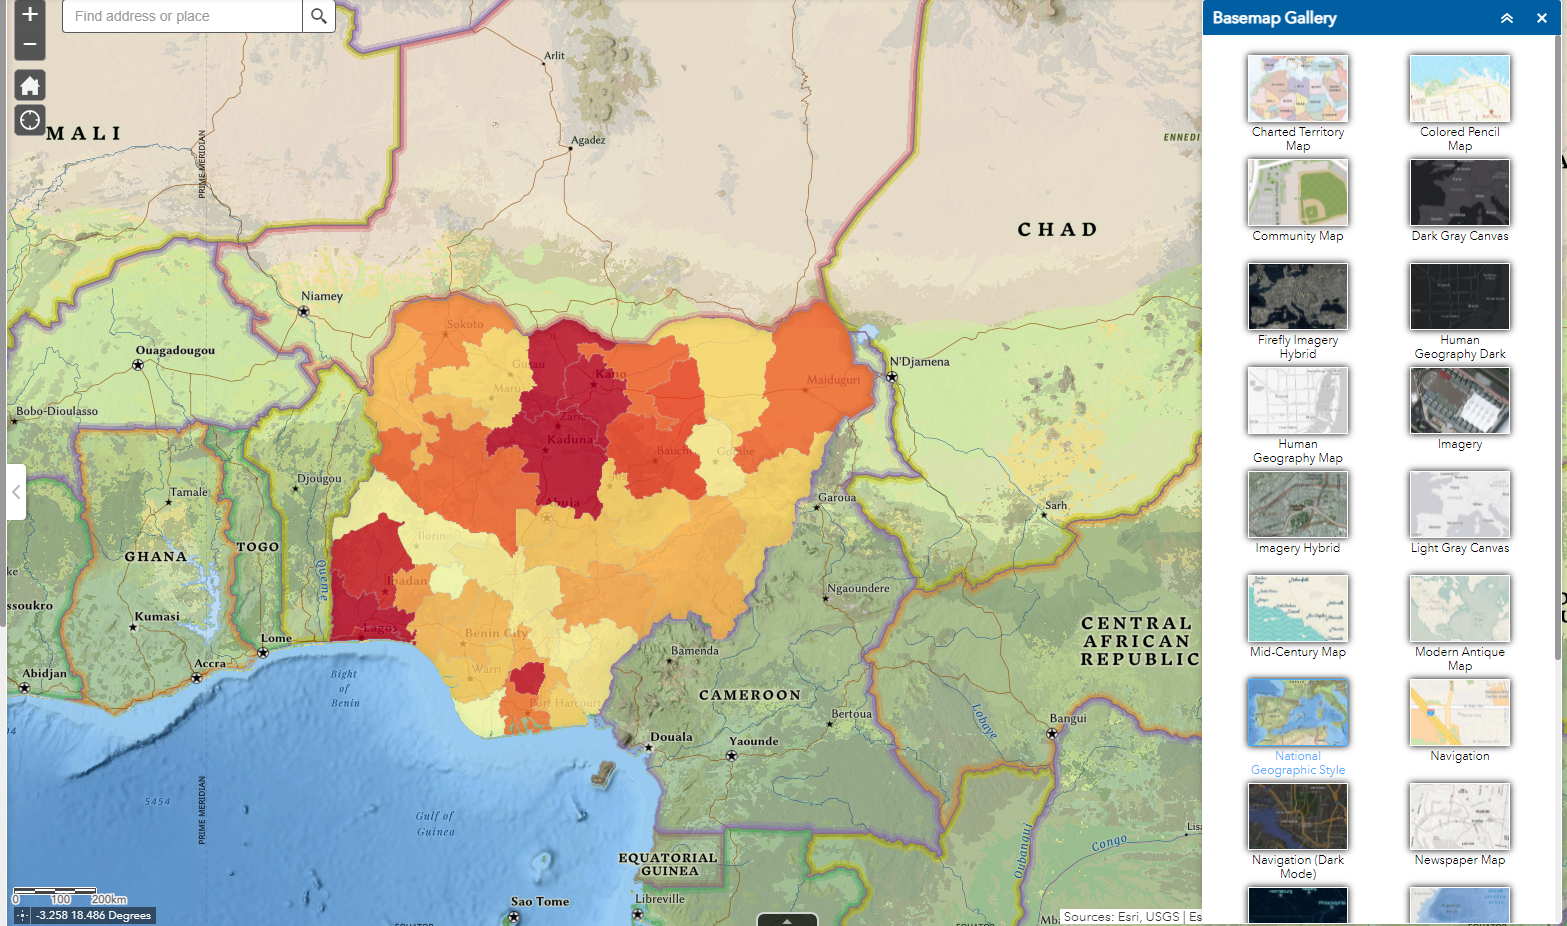 Find address or place
+
−
MALI
PRIME MERIDIAN
Arlit
Agadez
ENNEDI
CHAD
Niamey
Sokoto
Ouagadougou
N'Djamena
Gusau
Maru
Kano
Maiduguri
Bobo-Dioulasso
Zaria
Kaduna
Bauchi
Gombe
Djougou
Tamale
Garoua
Abuja
Sarh
Ilorin
GHANA
TOGO
Oueme
Ibadan
Ngaoundere
Kumasi
Lagos
Benin City
Lome
CENTRAL
AFRICAN
REPUBLIC
Accra
Abidjan
Bight
of
Benin
Warri
Bamenda
Port Harcourt
CAMEROON
Bertoua
Lobaye
Bangui
Douala
Yaounde
5454
PRIME MERIDIAN
Gulf of
Guinea
Oubangui
Congo
EQUATORIAL
GUINEA
Libreville
Sao Tome
0 100 200km
-3.258 18.486 Degrees
EQUATOR
Sources: Esri, USGS | Es
Basemap Gallery
Charted Territory
Map
Colored Pencil
Map
Community Map
Dark Gray Canvas
Firefly Imagery
Hybrid
Human
Geography Dark
Human
Geography Map
Imagery
Imagery Hybrid
Light Gray Canvas
Mid-Century Map
Modern Antique
Map
National
Geographic Style
Navigation
Navigation (Dark
Mode)
Newspaper Map